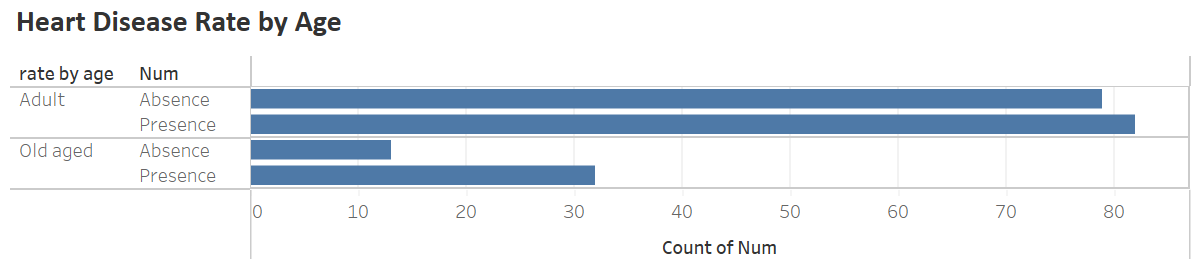 Heart Disease Rate by Age
rate by age Num
Adult Absence
Presence
Old aged Absence
Presence
0 10 20 30 40 50 60 70 80
Count of Num